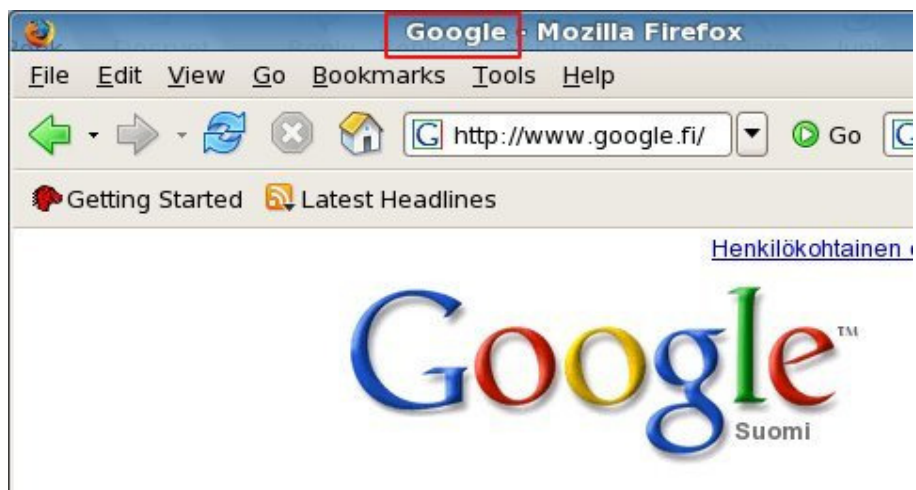 Google - Mozilla Firefox
File Edit View Go Bookmarks Tools Help
http://www.google.fi/ Go
Getting Started Latest Headlines
Henkilökohtainen
Google™
Suomi